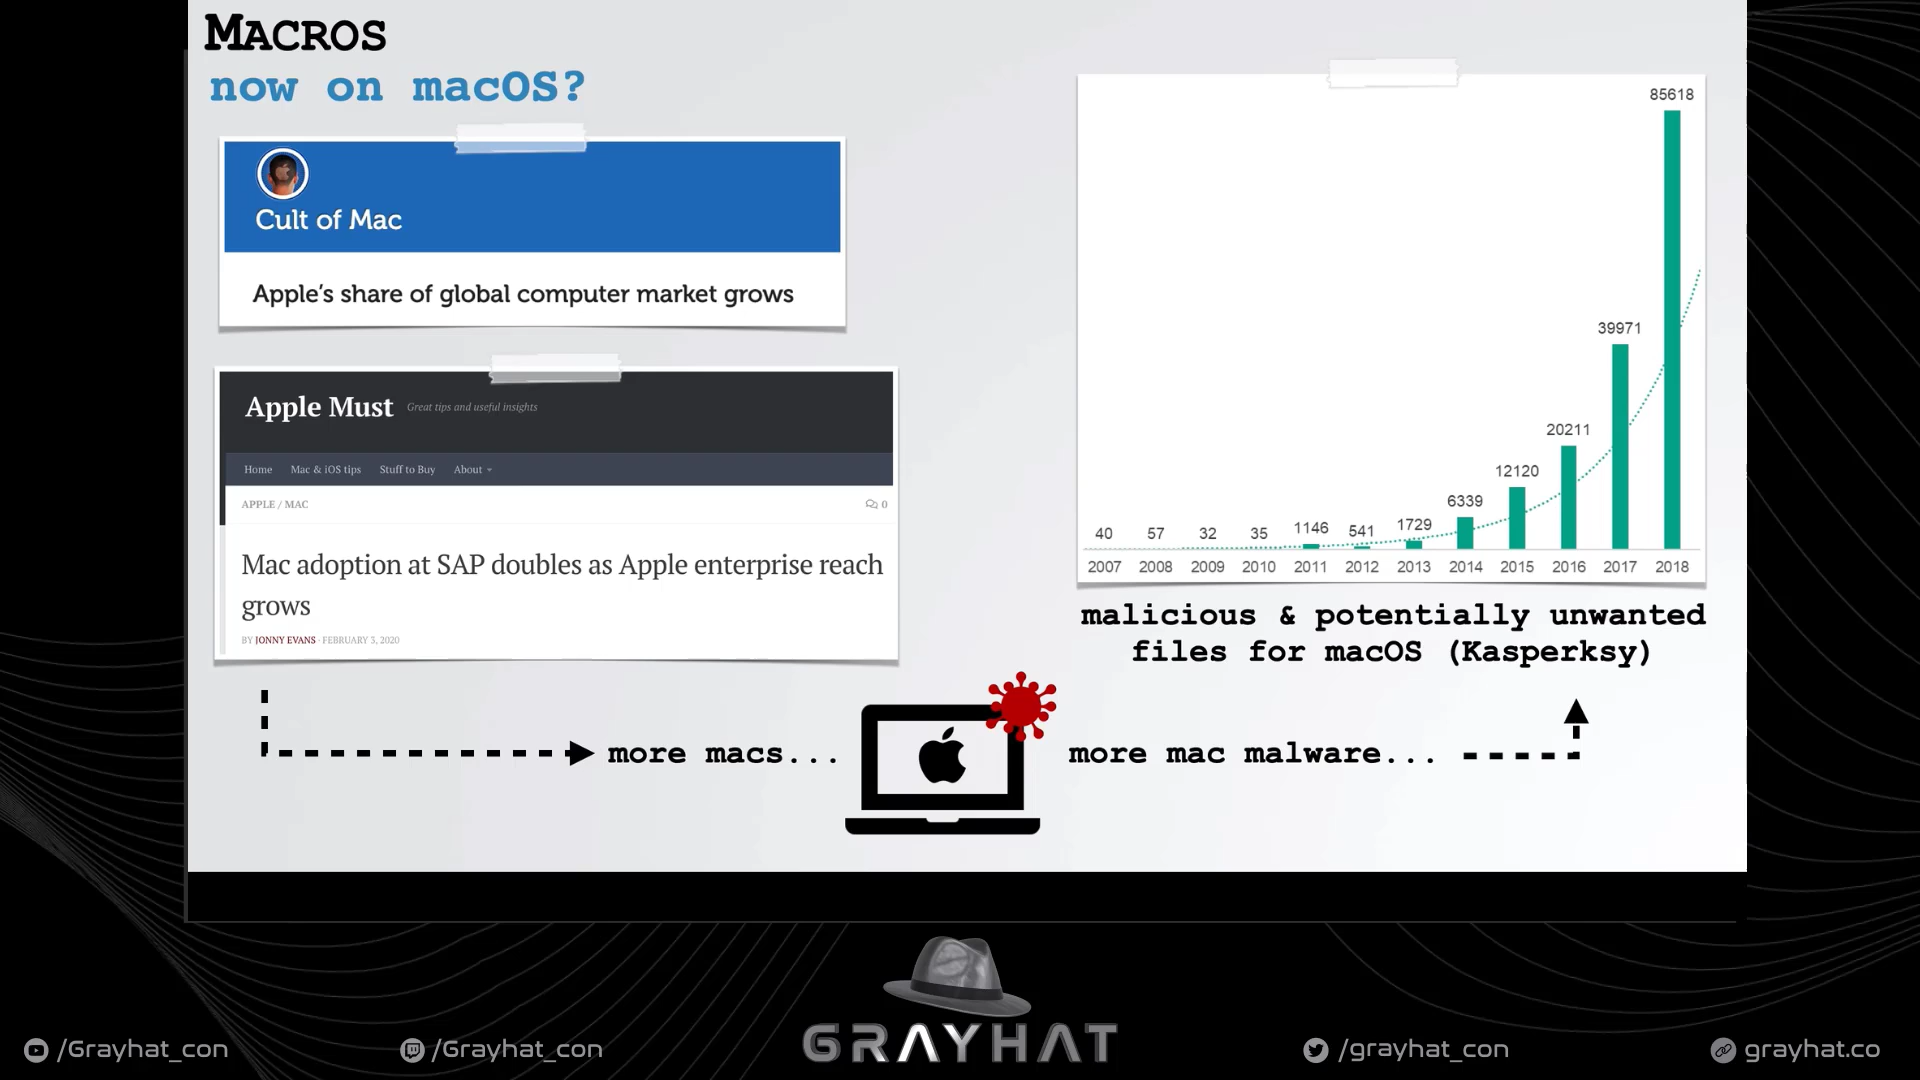 MACROS
now on macOS?
Cult of Mac
Apple's share of global computer market grows
Apple Must Great tips and useful insights
Home Mac & iOS tips Stuff to Buy About
APPLE / MAC 0
Mac adoption at SAP doubles as Apple enterprise reach
grows
BY JONNY EVANS · FEBRUARY 3, 2020
85618
39971
20211
12120
6339
40 57 32 35 1146 541 1729
2007 2008 2009 2010 2011 2012 2013 2014 2015 2016 2017 2018
malicious & potentially unwanted
files for macOS (Kasperksy)
more macs... more mac malware...
GRAYHAT
/Grayhat_con /Grayhat_con /grayhat_con grayhat.co